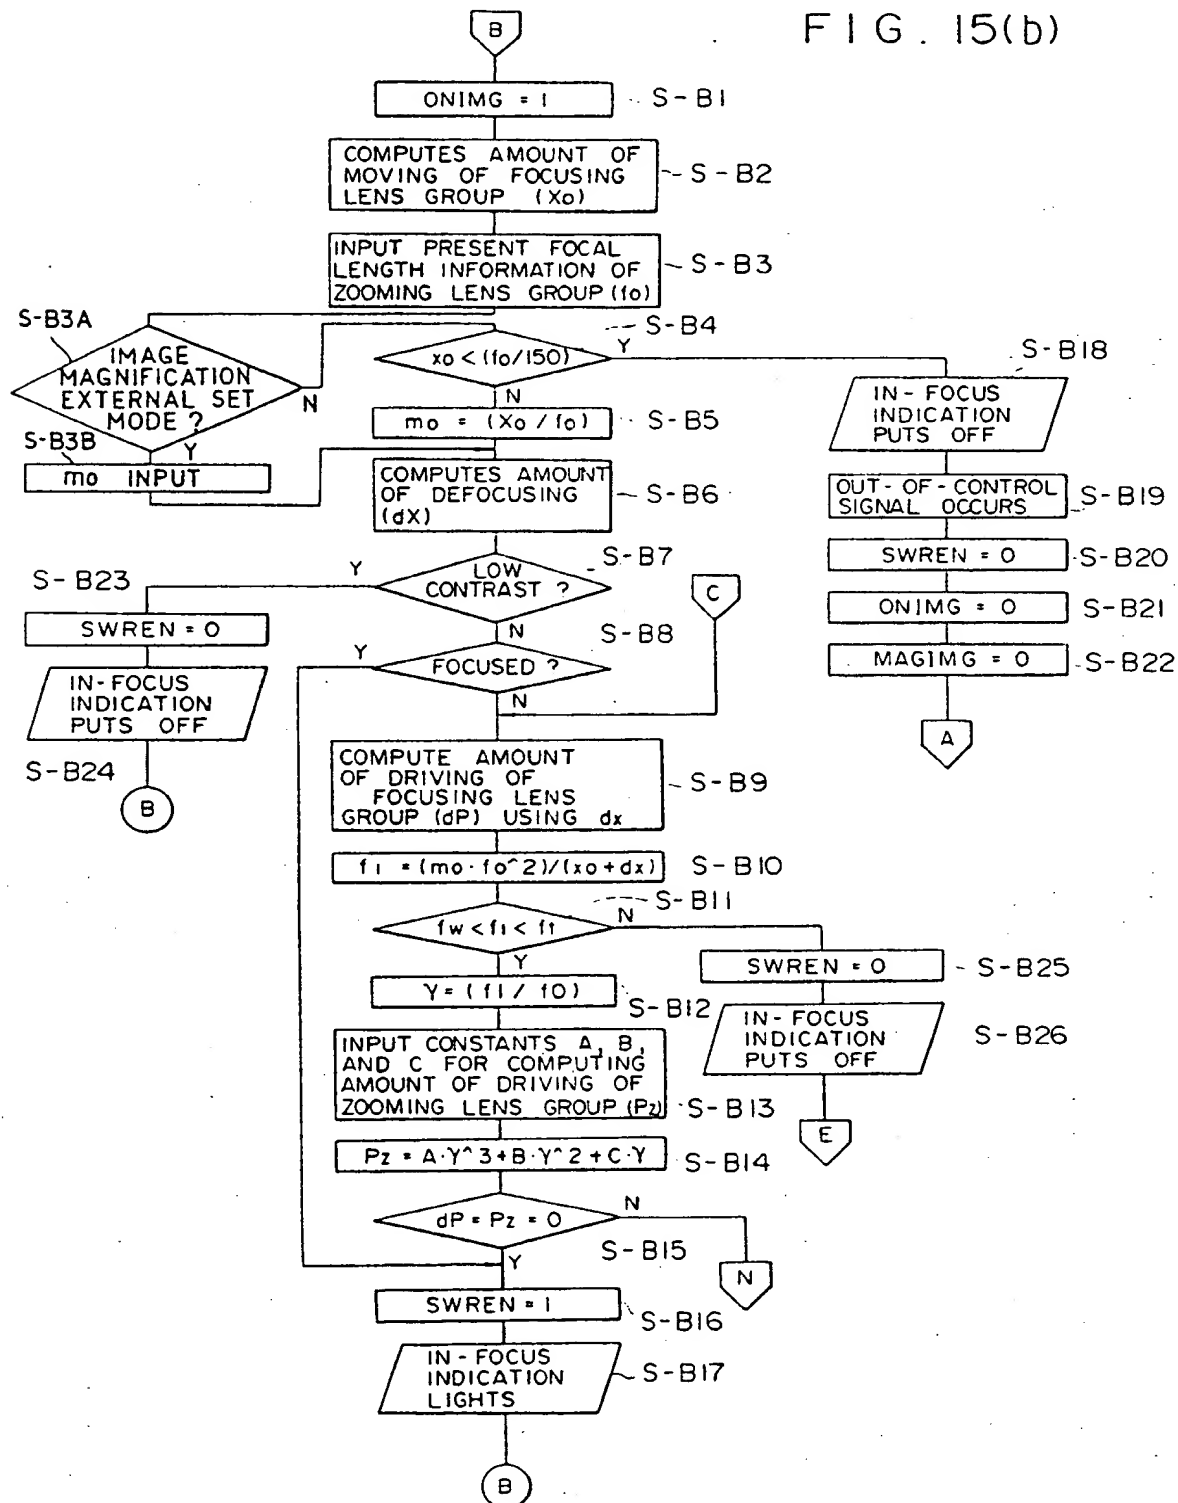 FIG. 15(b)
B
ONIMG = 1
S-B1
COMPUTES AMOUNT OF
MOVING OF FOCUSING
LENS GROUP (Xo)
S-B2
INPUT PRESENT FOCAL
LENGTH INFORMATION OF
ZOOMING LENS GROUP (fo)
S-B3
S-B3A
IMAGE
MAGNIFICATION
EXTERNAL SET
MODE ?
N
Y
S-B3B
mo INPUT
S-B4
xo < (fo/150)
Y
N
mo = (Xo / fo)
S-B5
COMPUTES AMOUNT
OF DEFOCUSING
(dX)
S-B6
S-B7
LOW
CONTRAST ?
Y
N
S-B8
FOCUSED ?
Y
N
C
S-B18
IN-FOCUS
INDICATION
PUTS OFF
OUT-OF-CONTROL
SIGNAL OCCURS
S-B19
SWREN = 0
S-B20
ONIMG = 0
S-B21
MAGIMG = 0
S-B22
A
S-B23
SWREN = 0
IN-FOCUS
INDICATION
PUTS OFF
S-B24
B
COMPUTE AMOUNT
OF DRIVING OF
FOCUSING LENS
GROUP (dP) USING dx
S-B9
f1 = (mo·fo^2)/(xo+dx)
S-B10
S-B11
fw < f1 < ft
N
Y
Y = (f1 / f0)
S-B12
SWREN = 0
S-B25
IN-FOCUS
INDICATION
PUTS OFF
S-B26
E
INPUT CONSTANTS A, B,
AND C FOR COMPUTING
AMOUNT OF DRIVING OF
ZOOMING LENS GROUP (Pz)
S-B13
Pz = A·Y^3+B·Y^2+C·Y
S-B14
dP = Pz = 0
N
S-B15
Y
N
SWREN = 1
S-B16
IN-FOCUS
INDICATION
LIGHTS
S-B17
B